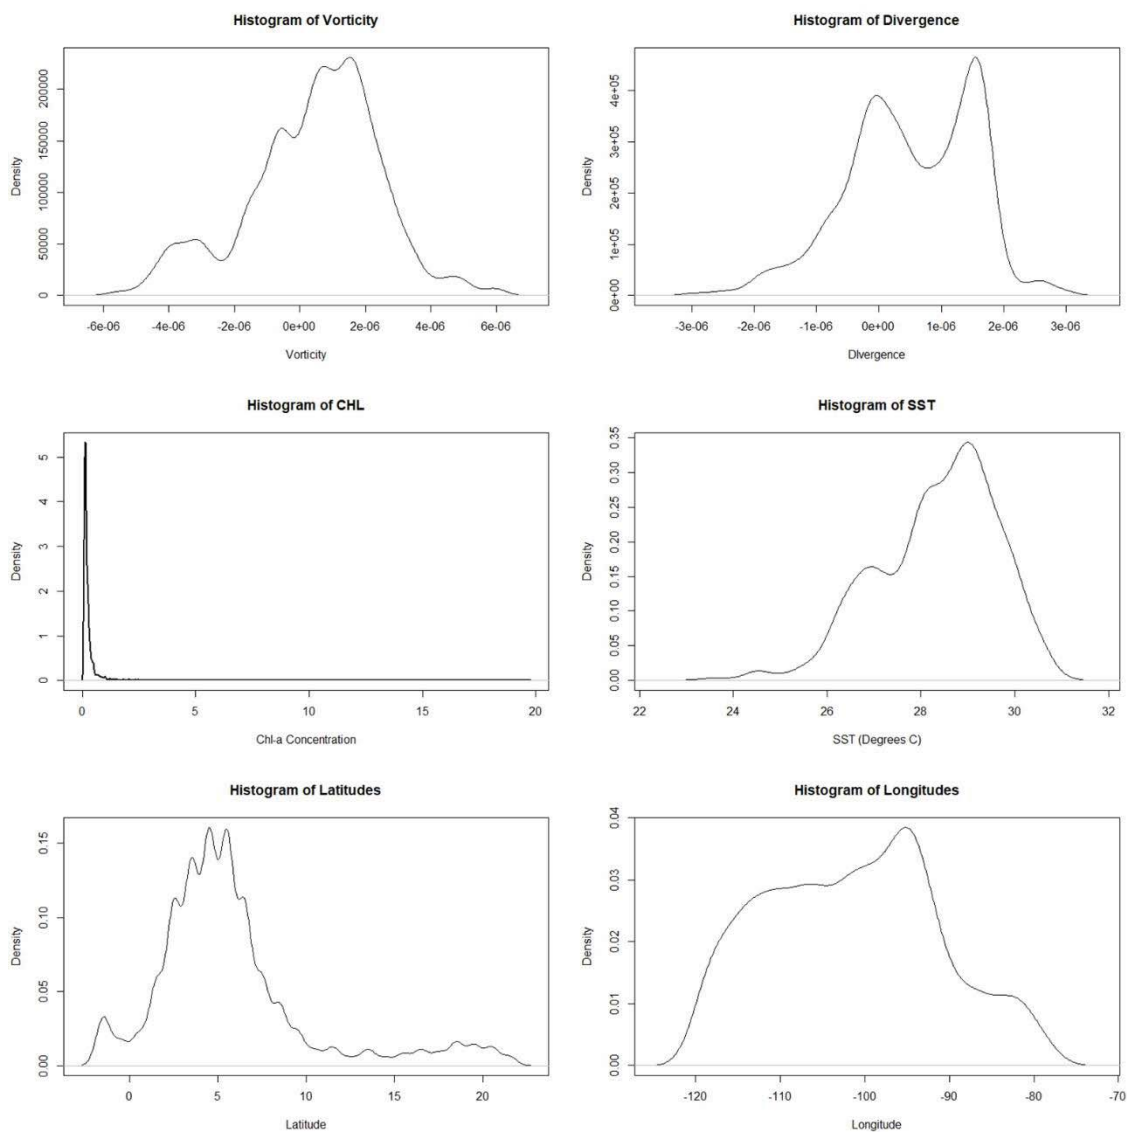 Histogram of Vorticity
Density
0
50000
100000
150000
200000
-6e-06 -4e-06 -2e-06 0e+00 2e-06 4e-06 6e-06
Vorticity
Histogram of Divergence
Density
0e+00
1e+05
2e+05
3e+05
4e+05
-3e-06 -2e-06 -1e-06 0e+00 1e-06 2e-06 3e-06
DIvergence
Histogram of CHL
Density
0
1
2
3
4
5
0 5 10 15 20
Chl-a Concentration
Histogram of SST
Density
0.00
0.05
0.10
0.15
0.20
0.25
0.30
0.35
22 24 26 28 30 32
SST (Degrees C)
Histogram of Latitudes
Density
0.00
0.05
0.10
0.15
0 5 10 15 20
Latitude
Histogram of Longitudes
Density
0.00
0.01
0.02
0.03
0.04
-120 -110 -100 -90 -80 -70
Longitude